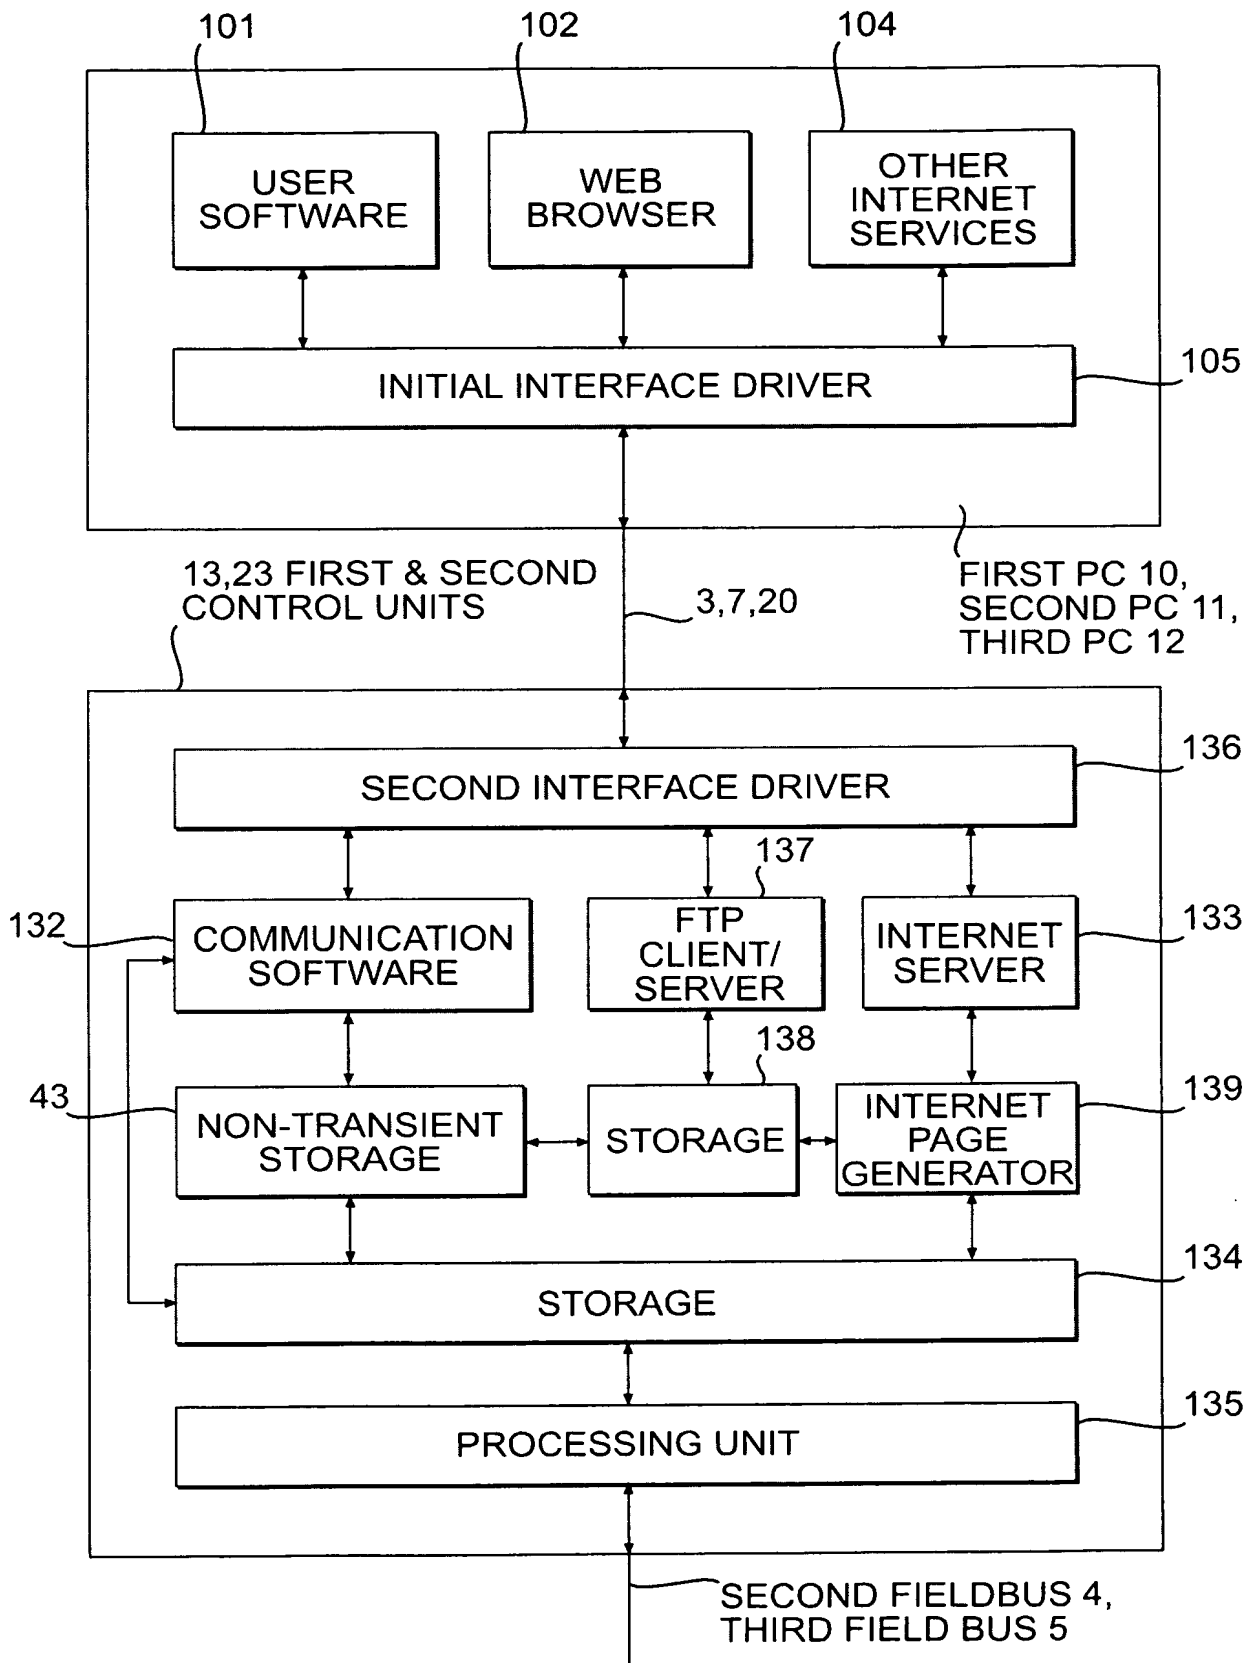 101
102
104
USER
SOFTWARE
WEB
BROWSER
OTHER
INTERNET
SERVICES
INITIAL INTERFACE DRIVER
105
13,23 FIRST & SECOND
CONTROL UNITS
3,7,20
FIRST PC 10,
SECOND PC 11,
THIRD PC 12
SECOND INTERFACE DRIVER
136
137
132
COMMUNICATION
SOFTWARE
FTP
CLIENT/
SERVER
INTERNET
SERVER
133
138
43
NON-TRANSIENT
STORAGE
STORAGE
INTERNET
PAGE
GENERATOR
139
STORAGE
134
PROCESSING UNIT
135
SECOND FIELDBUS 4,
THIRD FIELD BUS 5